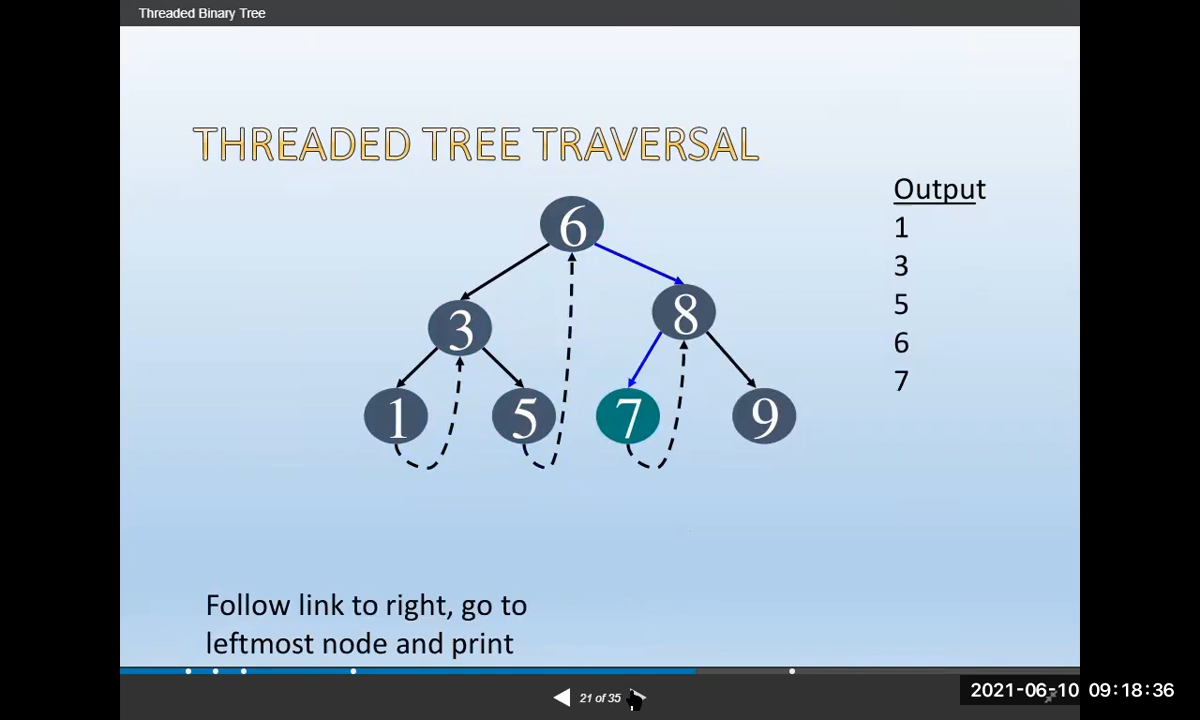 Threaded Binary Tree
THREADED TREE TRAVERSAL
Output
1
3
5
6
7
6
3
8
1
5
7
9
Follow link to right, go to
leftmost node and print
21 of 35
2021-06-10 09:18:36